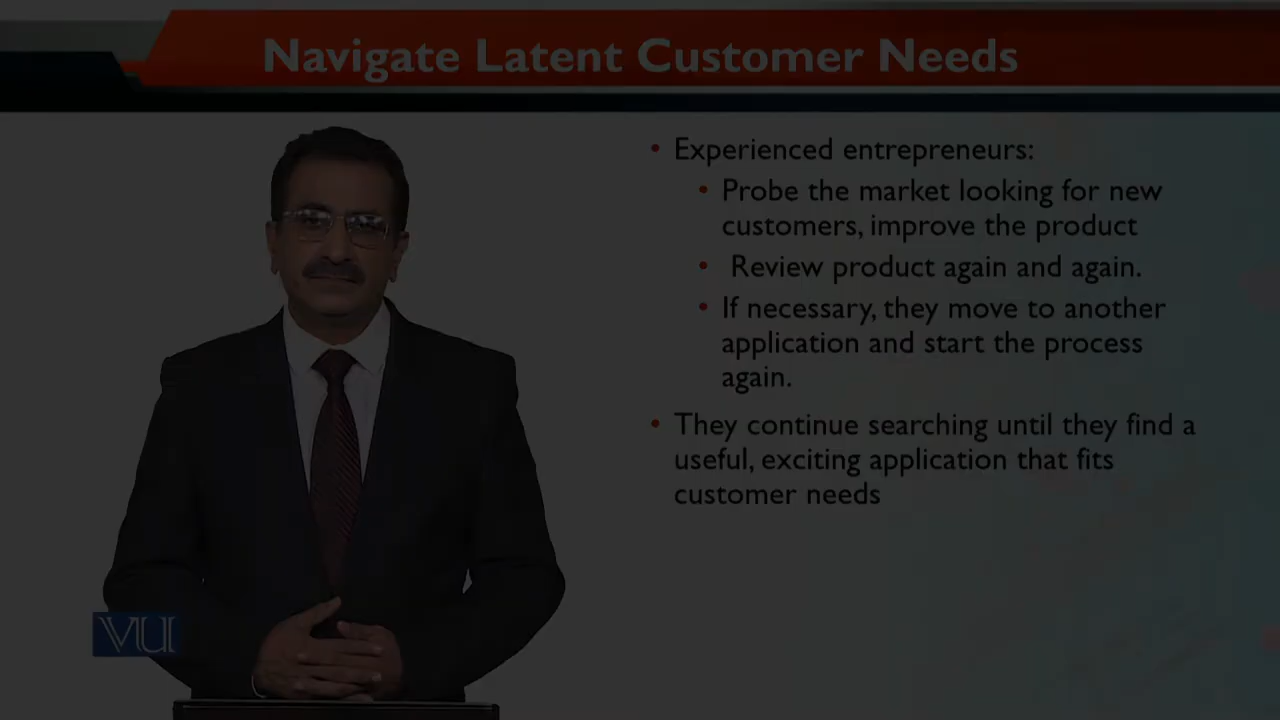 Navigate Latent Customer Needs
• Experienced entrepreneurs:
• Probe the market looking for new
customers, improve the product
• Review product again and again.
• If necessary, they move to another
application and start the process
again.
• They continue searching until they find a
useful, exciting application that fits
customer needs
VU